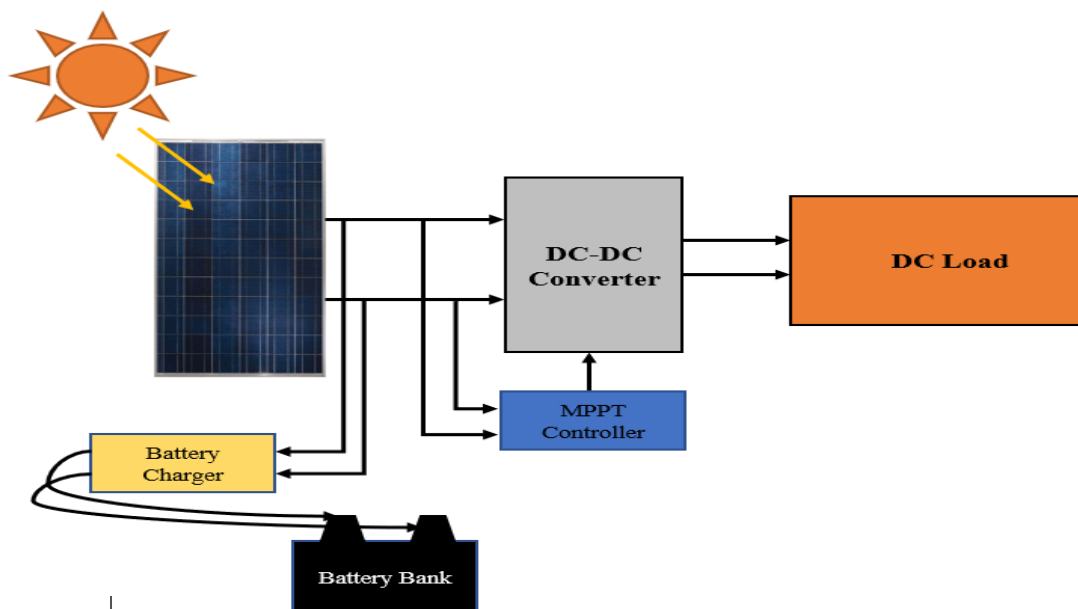 DC-DC
Converter
DC Load
MPPT
Controller
Battery
Charger
Battery Bank